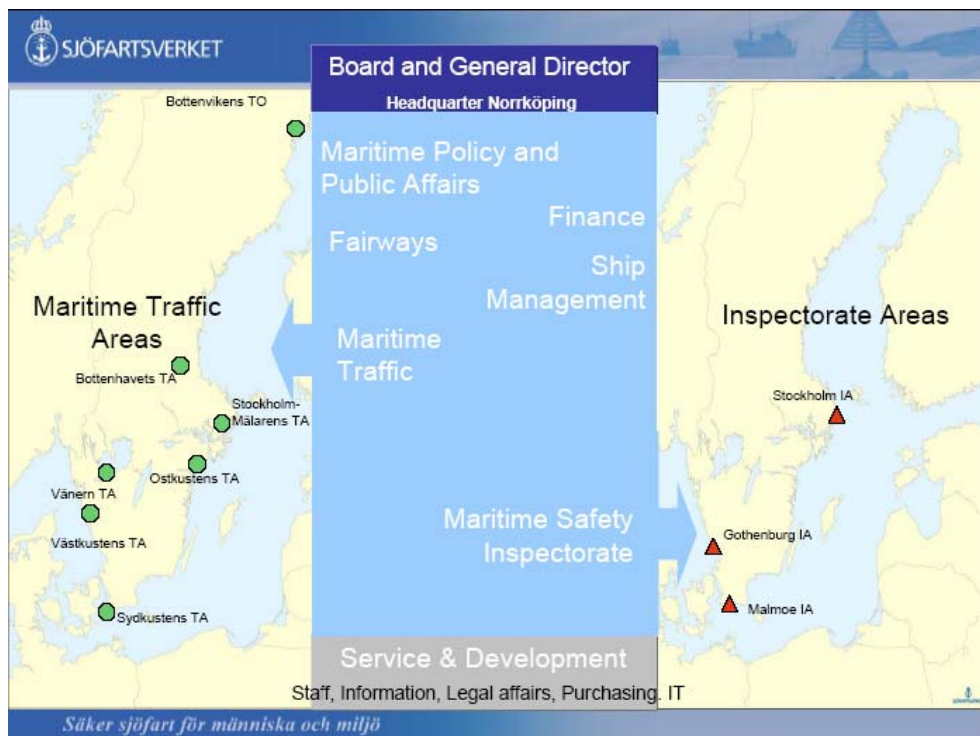 SJÖFARTSVERKET
Board and General Director
Headquarter Norrköping
Bottenvikens TO
Maritime Policy and
Public Affairs
Finance
Fairways
Ship
Management
Maritime Traffic
Areas
Inspectorate Areas
Maritime
Traffic
Bottenhavets TA
Stockholm-
Mälarens TA
Stockholm IA
Ostkustens TA
Vänern TA
Västkustens TA
Maritime Safety
Inspectorate
Gothenburg IA
Sydkustens TA
Malmoe IA
Service & Development
Staff, Information, Legal affairs, Purchasing. IT
Säker sjöfart för människa och miljö